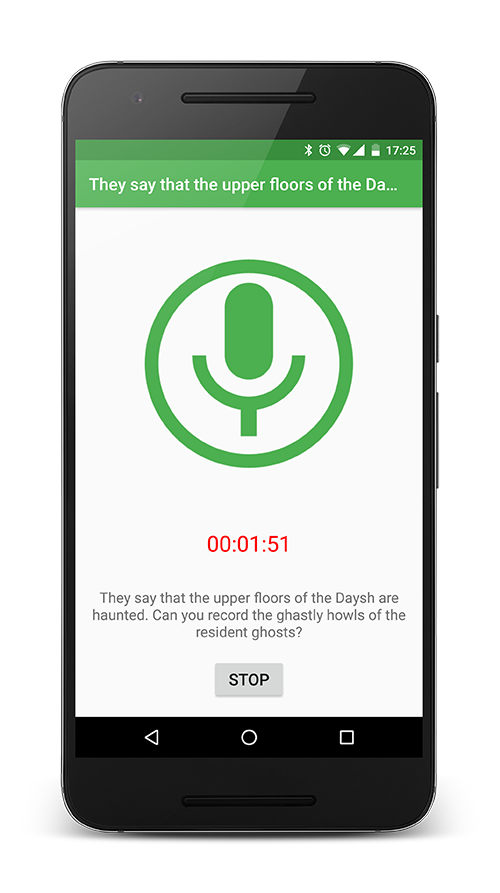 17:25
They say that the upper floors of the Da...
00:01:51
They say that the upper floors of the Daysh are
haunted. Can you record the ghastly howls of the
resident ghosts?
STOP